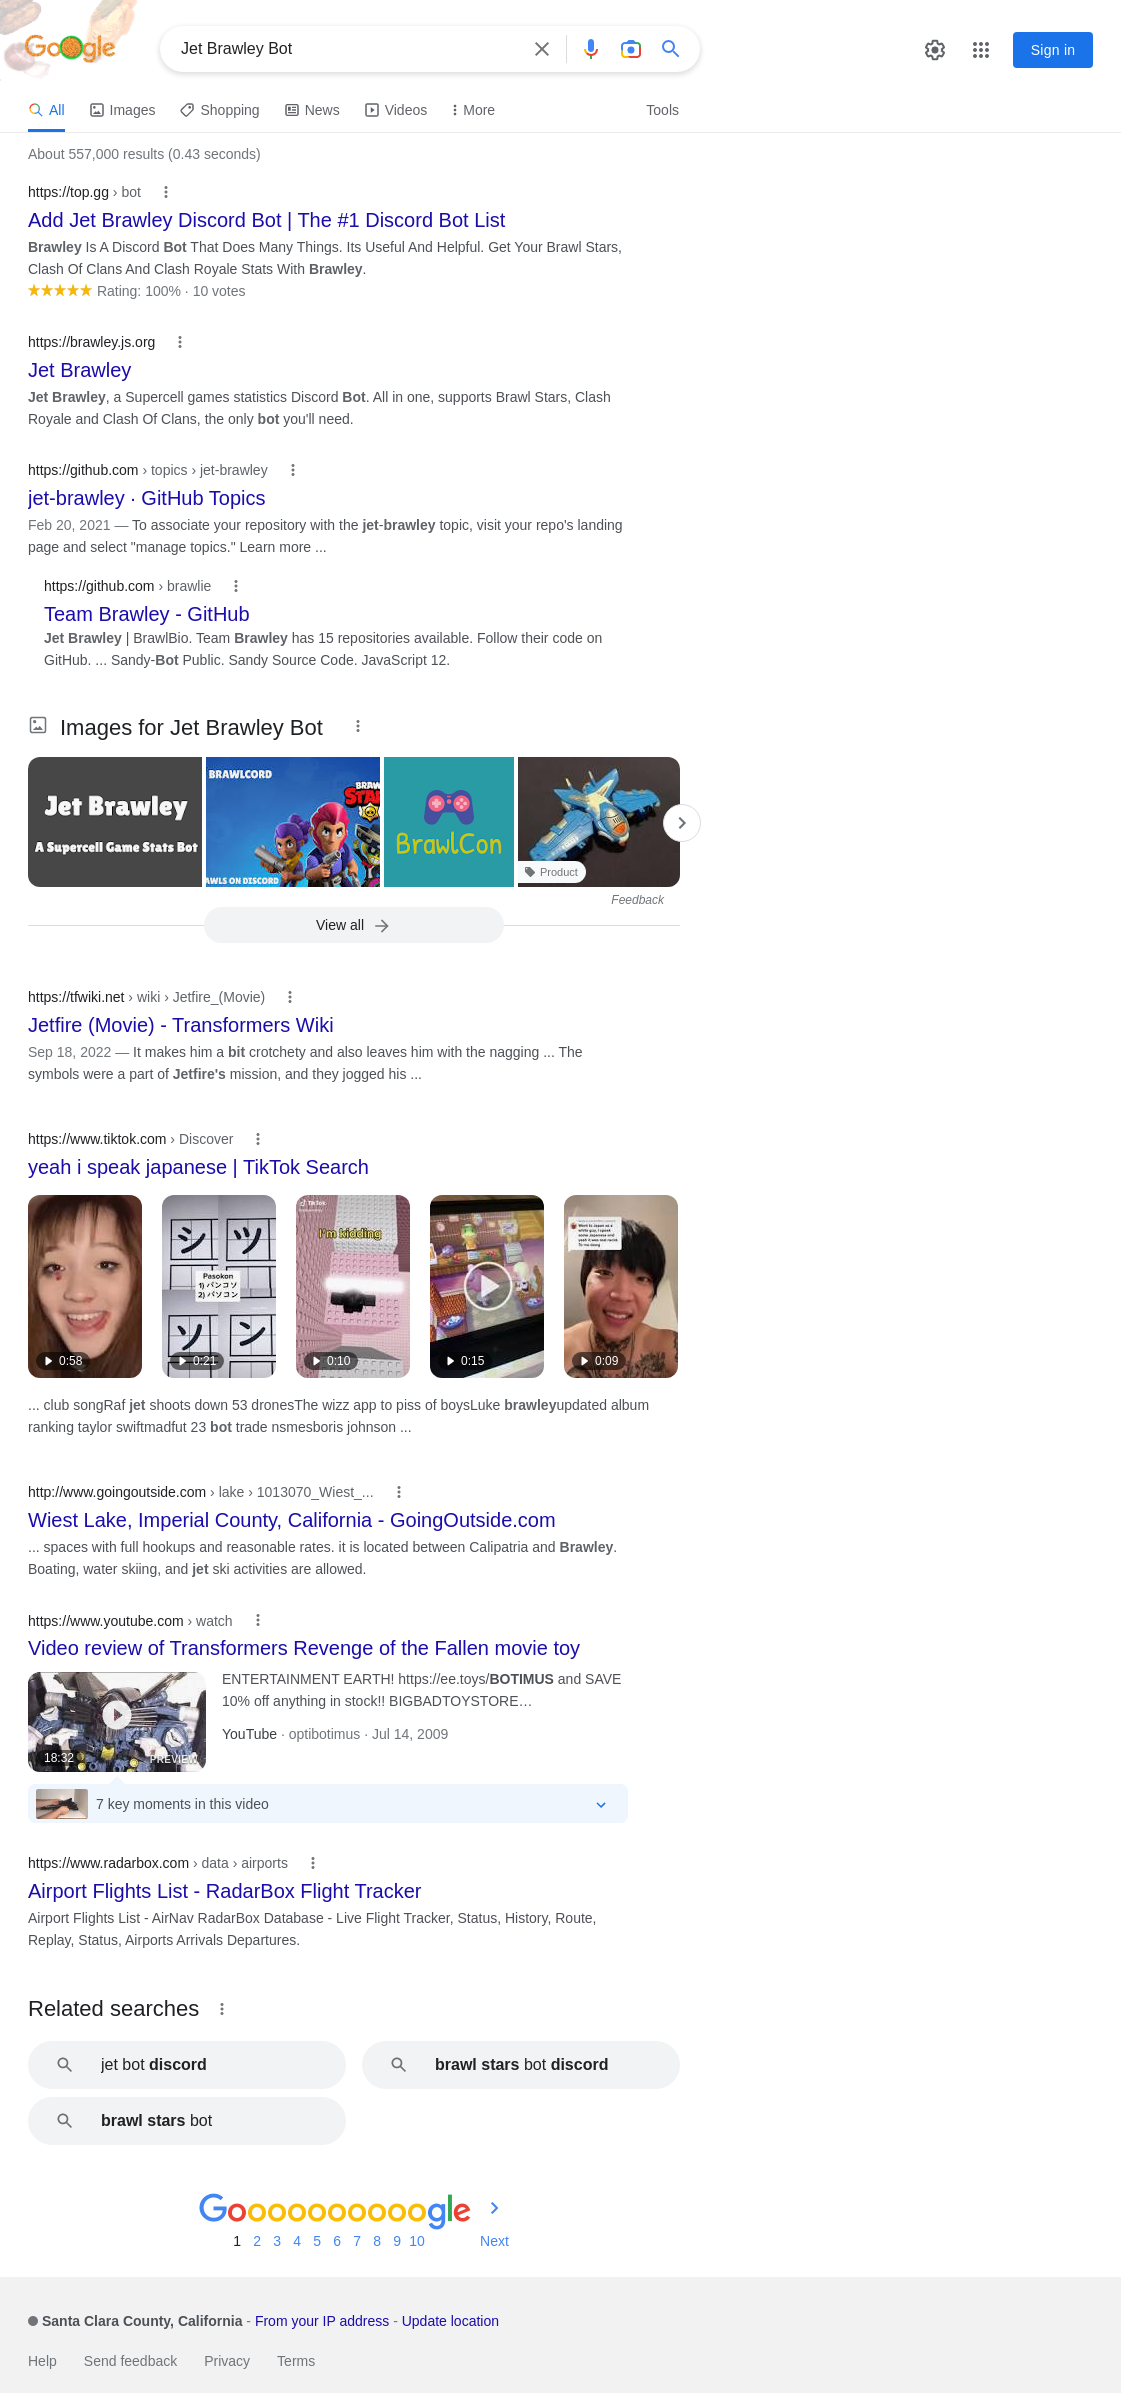 Google
Jet Brawley Bot
Sign in
All
Images
Shopping
News
Videos
More
Tools
About 557,000 results (0.43 seconds)
https://top.gg › bot
Add Jet Brawley Discord Bot | The #1 Discord Bot List
Brawley Is A Discord Bot That Does Many Things. Its Useful And Helpful. Get Your Brawl Stars,
Clash Of Clans And Clash Royale Stats With Brawley.
Rating: 100% · 10 votes
https://brawley.js.org
Jet Brawley
Jet Brawley, a Supercell games statistics Discord Bot. All in one, supports Brawl Stars, Clash
Royale and Clash Of Clans, the only bot you'll need.
https://github.com › topics › jet-brawley
jet-brawley · GitHub Topics
Feb 20, 2021 — To associate your repository with the jet-brawley topic, visit your repo's landing
page and select "manage topics." Learn more ...
https://github.com › brawlie
Team Brawley - GitHub
Jet Brawley | BrawlBio. Team Brawley has 15 repositories available. Follow their code on
GitHub. ... Sandy-Bot Public. Sandy Source Code. JavaScript 12.
Images for Jet Brawley Bot
Jet Brawley
A Supercell Game Stats Bot
BRAWLCORD
BRAW
STA
AWLS ON DISCORD
BrawlCon
Product
Feedback
View all
https://tfwiki.net › wiki › Jetfire_(Movie)
Jetfire (Movie) - Transformers Wiki
Sep 18, 2022 — It makes him a bit crotchety and also leaves him with the nagging ... The
symbols were a part of Jetfire's mission, and they jogged his ...
https://www.tiktok.com › Discover
yeah i speak japanese | TikTok Search
0:58
シ ツ
Pasokon
1) パンコソ
2) パソコン
ソ ン
0:21
TikTok
I'm kidding
0:10
0:15
0:09
... club songRaf jet shoots down 53 dronesThe wizz app to piss of boysLuke brawleyupdated album
ranking taylor swiftmadfut 23 bot trade nsmesboris johnson ...
http://www.goingoutside.com › lake › 1013070_Wiest_...
Wiest Lake, Imperial County, California - GoingOutside.com
... spaces with full hookups and reasonable rates. it is located between Calipatria and Brawley.
Boating, water skiing, and jet ski activities are allowed.
https://www.youtube.com › watch
Video review of Transformers Revenge of the Fallen movie toy
18:32
PREVIEW
ENTERTAINMENT EARTH! https://ee.toys/BOTIMUS and SAVE
10% off anything in stock!! BIGBADTOYSTORE…
YouTube · optibotimus · Jul 14, 2009
7 key moments in this video
https://www.radarbox.com › data › airports
Airport Flights List - RadarBox Flight Tracker
Airport Flights List - AirNav RadarBox Database - Live Flight Tracker, Status, History, Route,
Replay, Status, Airports Arrivals Departures.
Related searches
jet bot discord
brawl stars bot discord
brawl stars bot
Goooooooooogle
1 2 3 4 5 6 7 8 9 10 Next
Santa Clara County, California - From your IP address - Update location
Help Send feedback Privacy Terms